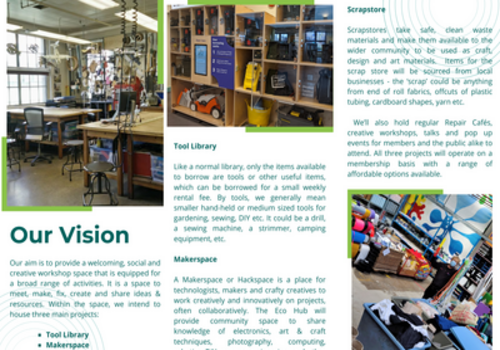 Our Vision
Our aim is to provide a welcoming, social and
creative workshop space that is equipped for
a broad range of activities. It is a space to
meet, make, fix, create and share ideas &
resources. Within the space, we intend to
house three main projects:
• Tool Library
• Makerspace
Tool Library
Like a normal library, only the items available
to borrow are tools or other useful items,
which can be borrowed for a small weekly
rental fee. By tools, we generally mean
smaller hand-held or medium sized tools for
gardening, sewing, DIY etc. It could be a drill,
a sewing machine, a strimmer, camping
equipment, etc.
Makerspace
A Makerspace or Hackspace is a place for
technologists, makers and crafty creatives to
work creatively and innovatively on projects,
often collaboratively. The Eco Hub will
provide community space to share
knowledge of electronics, art & craft
techniques, photography, computing,
Scrapstore
Scrapstores take safe, clean waste
materials and make them available to the
wider community to be used as craft,
design and art materials. Items for the
scrap store will be sourced from local
businesses - the 'scrap' could be anything
from end of roll fabrics, offcuts of plastic
tubing, cardboard shapes, yarn etc.
We'll also hold regular Repair Cafés,
creative workshops, talks and pop up
events for members and the public alike to
attend. All three projects will operate on a
membership basis with a range of
affordable options available.